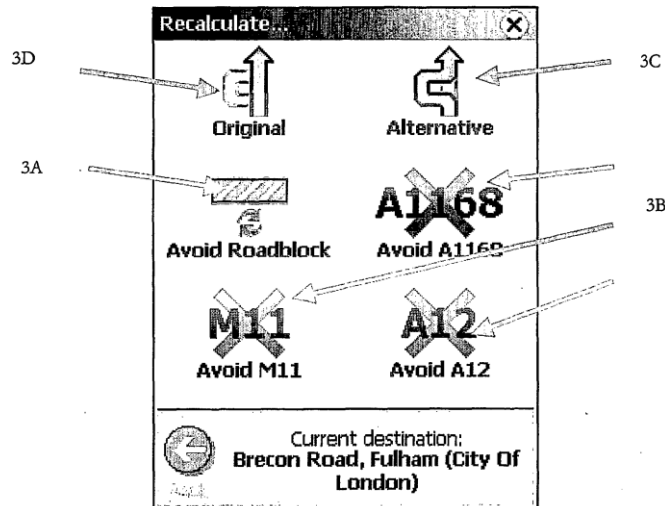 Recalculate...
3D
3C
Original
Alternative
3A
A1168
3B
Avoid Roadblock
Avoid A1168
M11
A12
Avoid M11
Avoid A12
Current destination:
Brecon Road, Fulham (City Of
London)